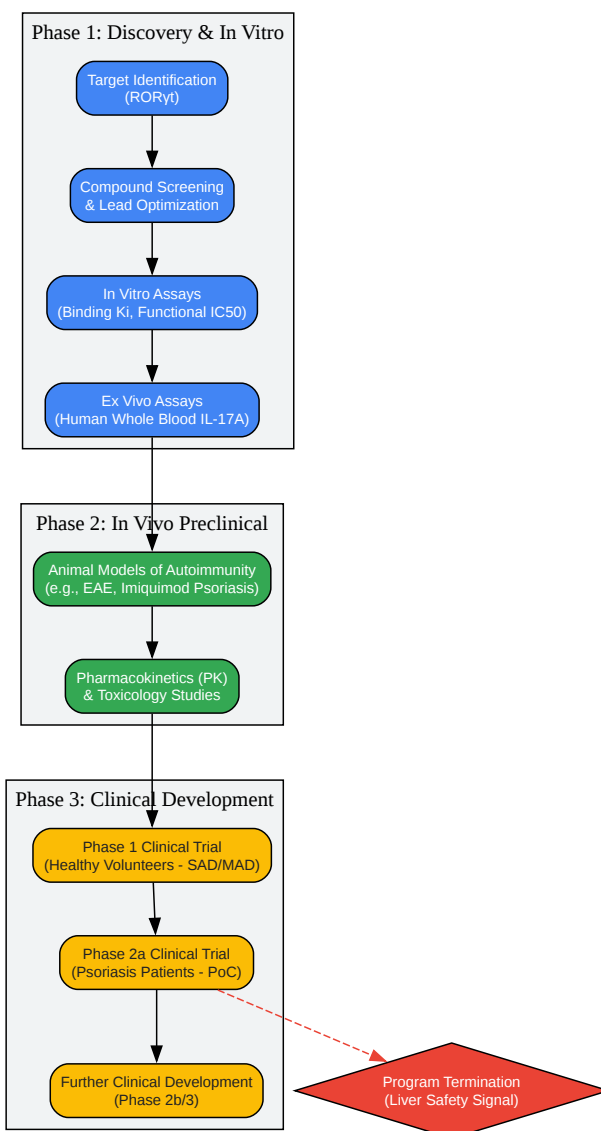 Phase 1: Discovery & In Vitro
Target Identification
(RORγt)
Compound Screening
& Lead Optimization
In Vitro Assays
(Binding Ki, Functional IC50)
Ex Vivo Assays
(Human Whole Blood IL-17A)
Phase 2: In Vivo Preclinical
Animal Models of Autoimmunity
(e.g., EAE, Imiquimod Psoriasis)
Pharmacokinetics (PK)
& Toxicology Studies
Phase 3: Clinical Development
Phase 1 Clinical Trial
(Healthy Volunteers - SAD/MAD)
Phase 2a Clinical Trial
(Psoriasis Patients - PoC)
Further Clinical Development
(Phase 2b/3)
Program Termination
(Liver Safety Signal)